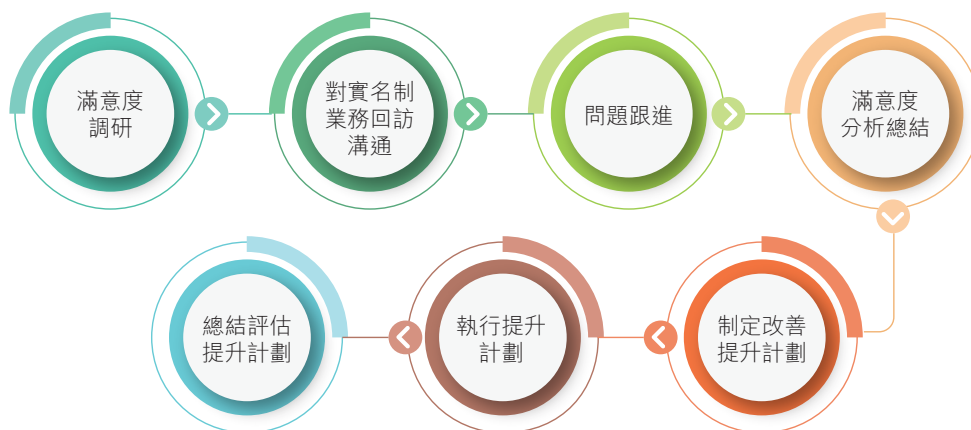 滿意度
調研
對實名制
業務回訪
溝通
問題跟進
滿意度
分析總結
制定改善
提升計劃
執行提升
計劃
總結評估
提升計劃